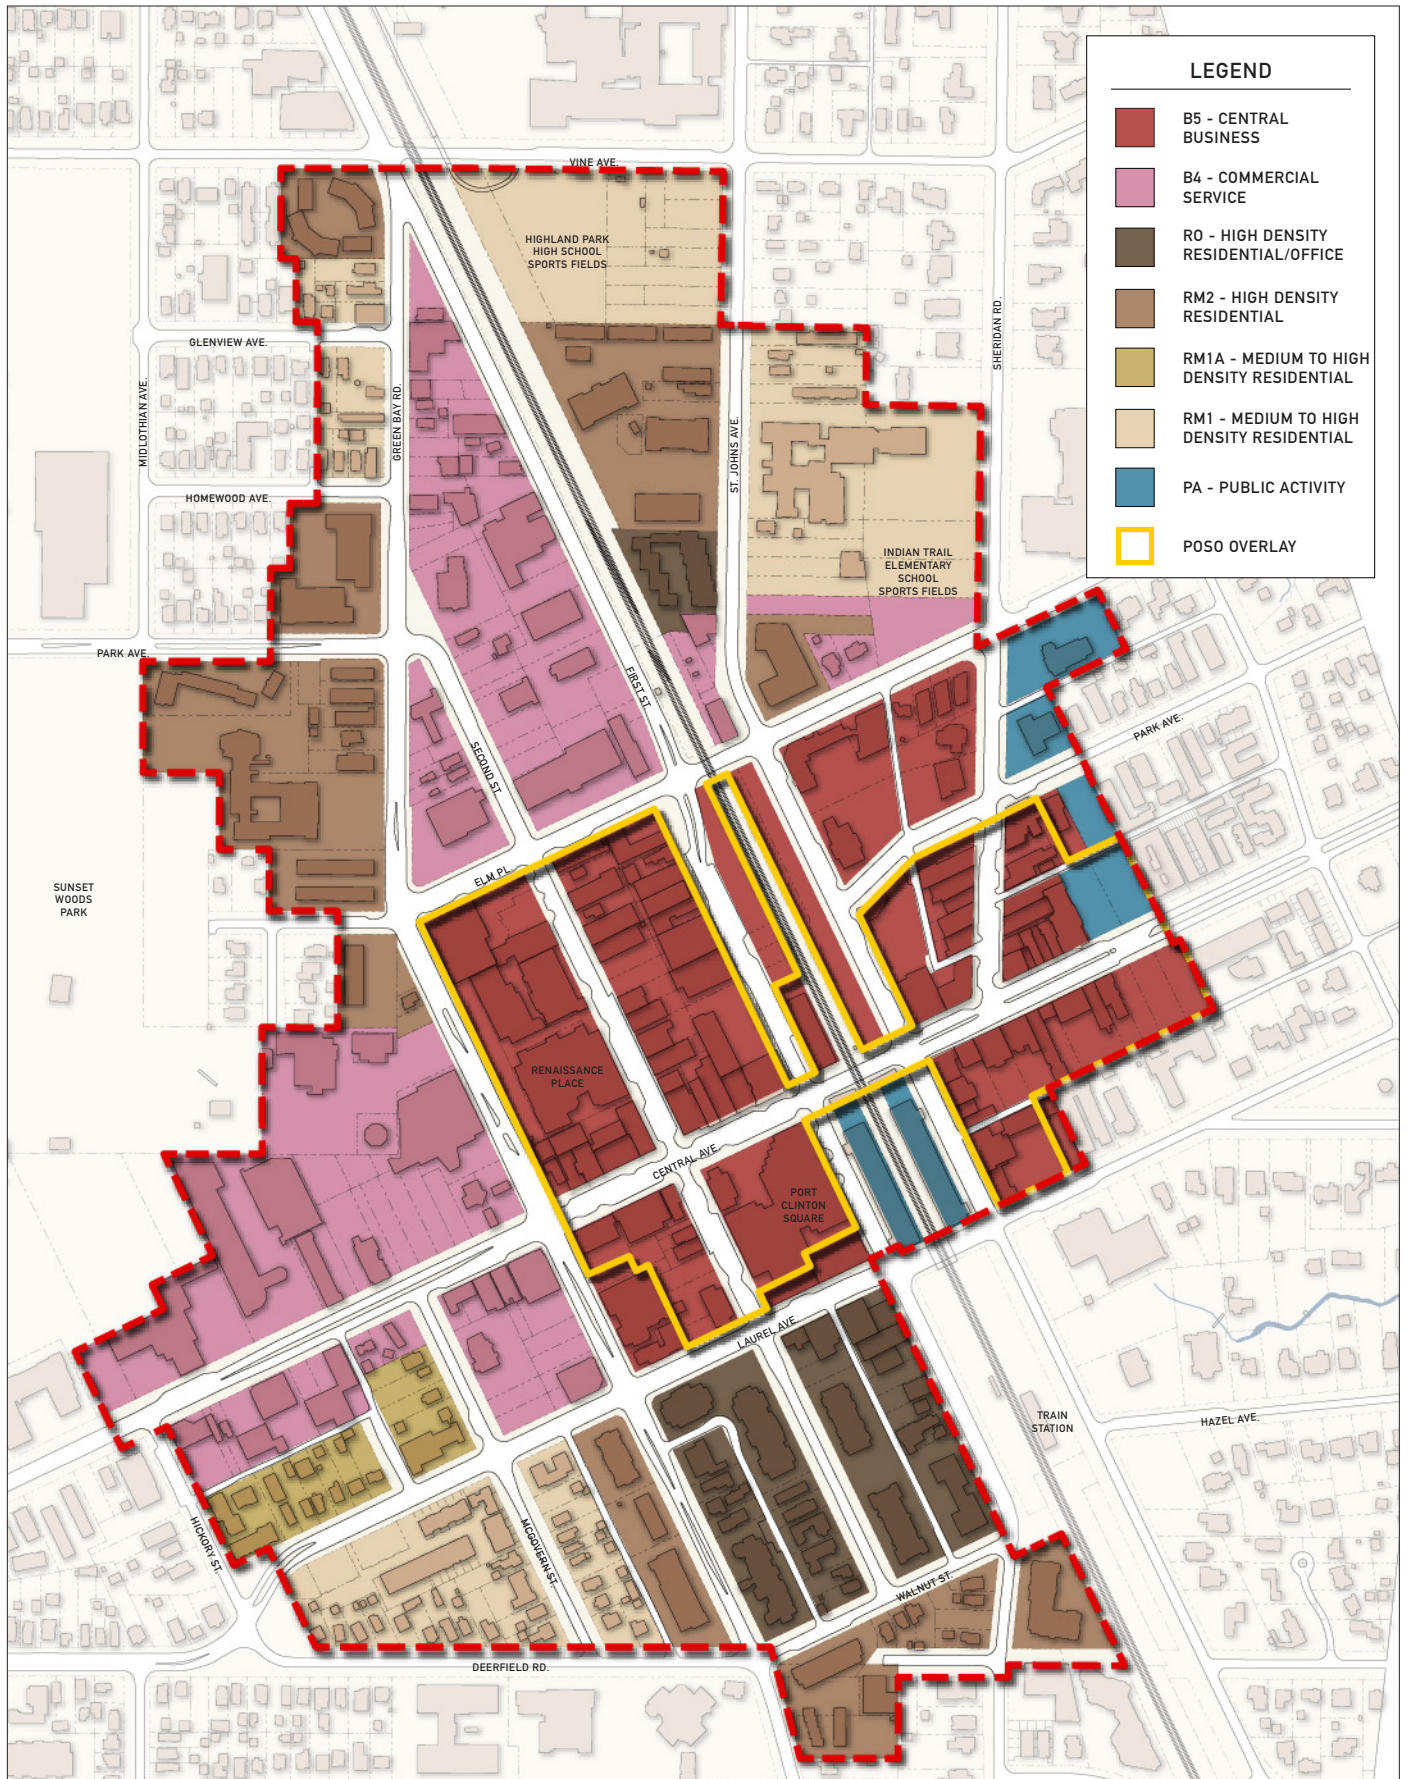 LEGEND
B5 - CENTRAL
BUSINESS
B4 - COMMERCIAL
SERVICE
RO - HIGH DENSITY
RESIDENTIAL/OFFICE
RM2 - HIGH DENSITY
RESIDENTIAL
RM1A - MEDIUM TO HIGH
DENSITY RESIDENTIAL
RM1 - MEDIUM TO HIGH
DENSITY RESIDENTIAL
PA - PUBLIC ACTIVITY
POSO OVERLAY
VINE AVE.
HIGHLAND PARK
HIGH SCHOOL
SPORTS FIELDS
SHERIDAN RD.
GLENVIEW AVE.
MIDLOTHIAN AVE.
GREEN BAY RD.
ST. JOHNS AVE.
HOMEWOOD AVE.
INDIAN TRAIL
ELEMENTARY
SCHOOL
SPORTS FIELDS
PARK AVE.
FIRST ST.
SECOND ST.
PARK AVE.
ELM PL.
SUNSET
WOODS
PARK
RENAISSANCE
PLACE
CENTRAL AVE.
PORT
CLINTON
SQUARE
LAUREL AVE.
TRAIN
STATION
HAZEL AVE.
HICKORY ST.
MCGOVERN ST.
WALNUT ST.
DEERFIELD RD.